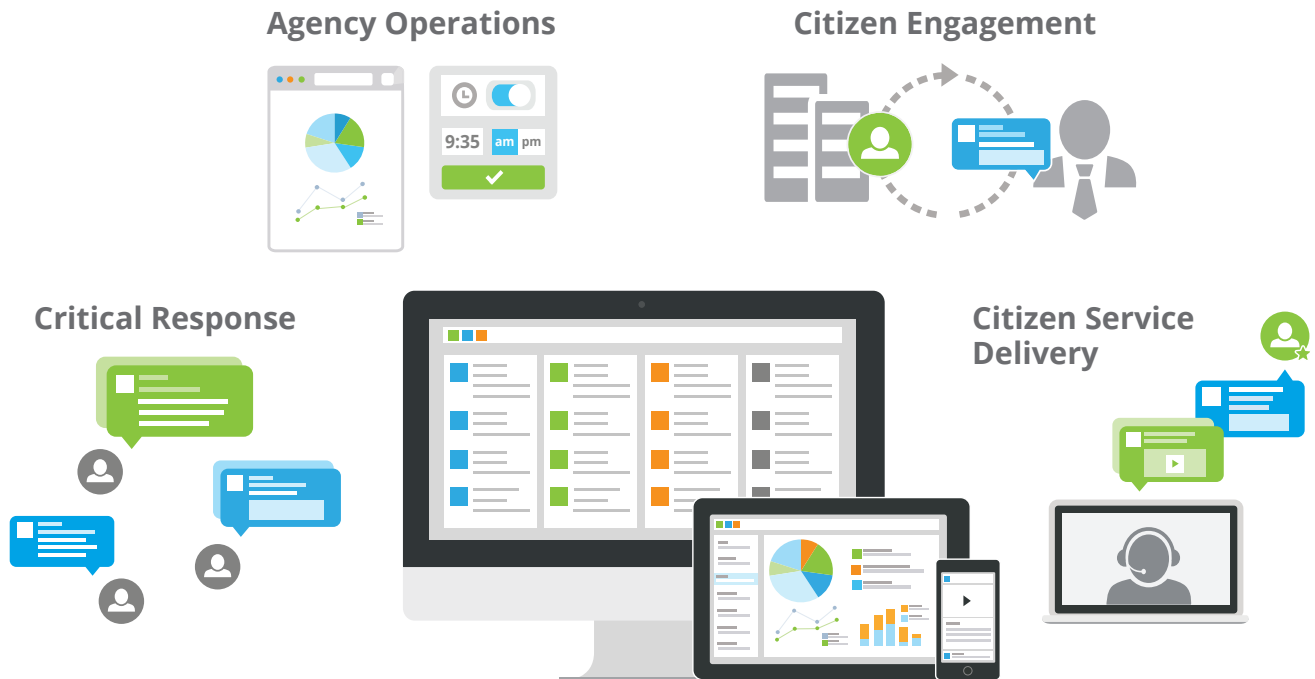 Agency Operations
Citizen Engagement
9:35 am pm
Critical Response
Citizen Service
Delivery